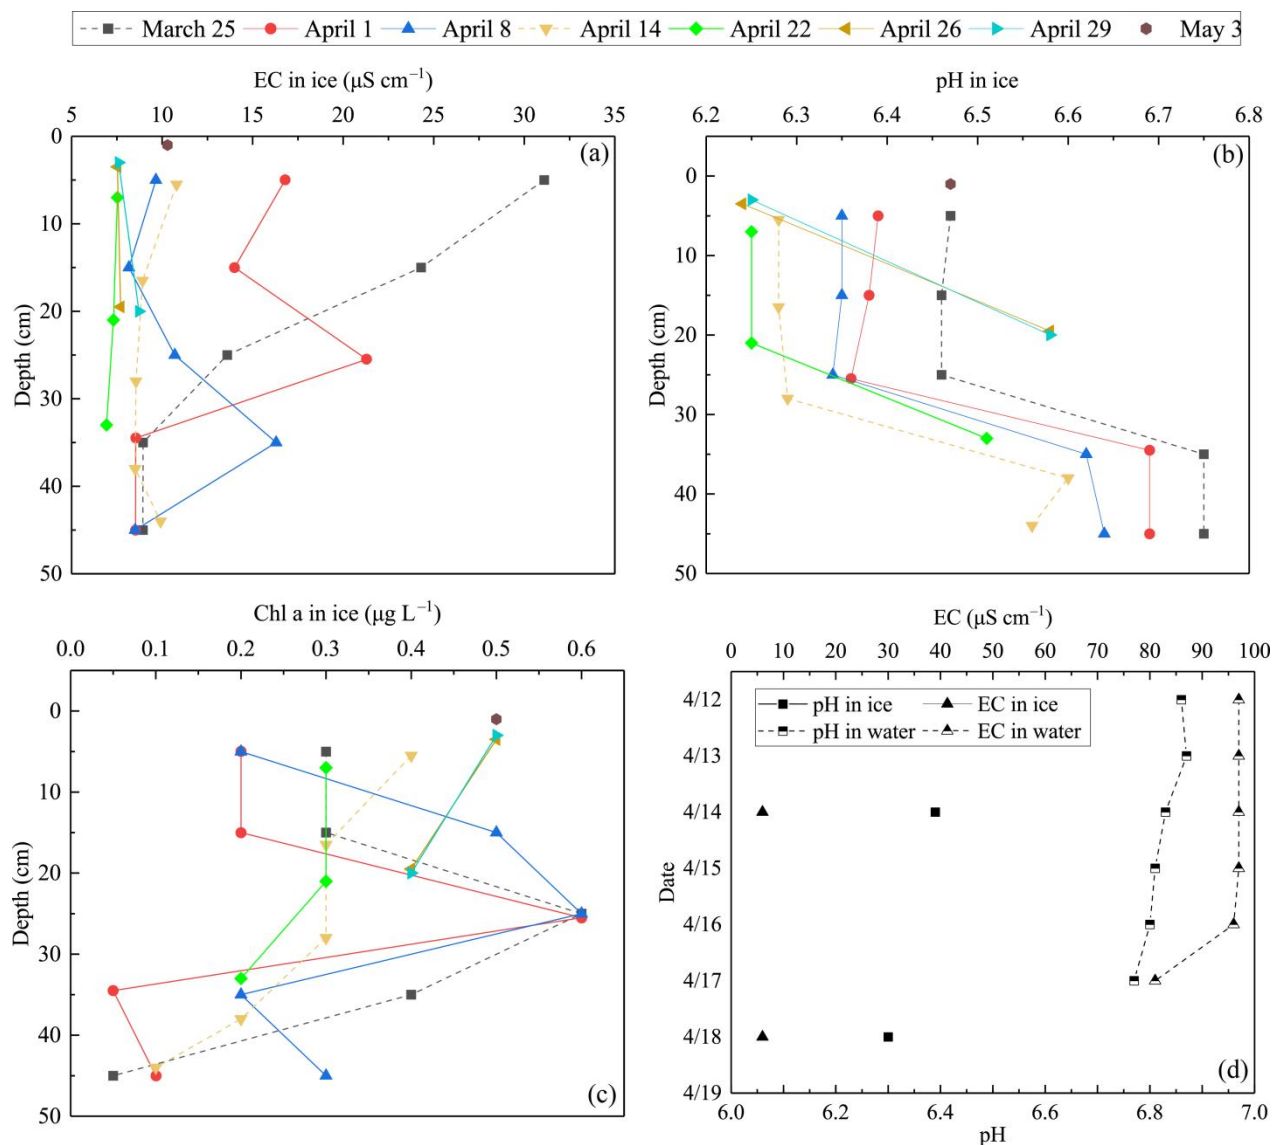 March 25 April 1 April 8 April 14 April 22 April 26 April 29 May 3
EC in ice (μS cm⁻¹)
5 10 15 20 25 30 35
0
10
20
30
40
50
Depth (cm)
(a)
pH in ice
6.2 6.3 6.4 6.5 6.6 6.7 6.8
0
10
20
30
40
50
Depth (cm)
(b)
Chl a in ice (μg L⁻¹)
0.0 0.1 0.2 0.3 0.4 0.5 0.6
0
10
20
30
40
50
Depth (cm)
(c)
EC (μS cm⁻¹)
0 10 20 30 40 50 60 70 80 90 100
pH in ice EC in ice
pH in water EC in water
4/12
4/13
4/14
4/15
4/16
4/17
4/18
4/19
Date
(d)
6.0 6.2 6.4 6.6 6.8 7.0
pH